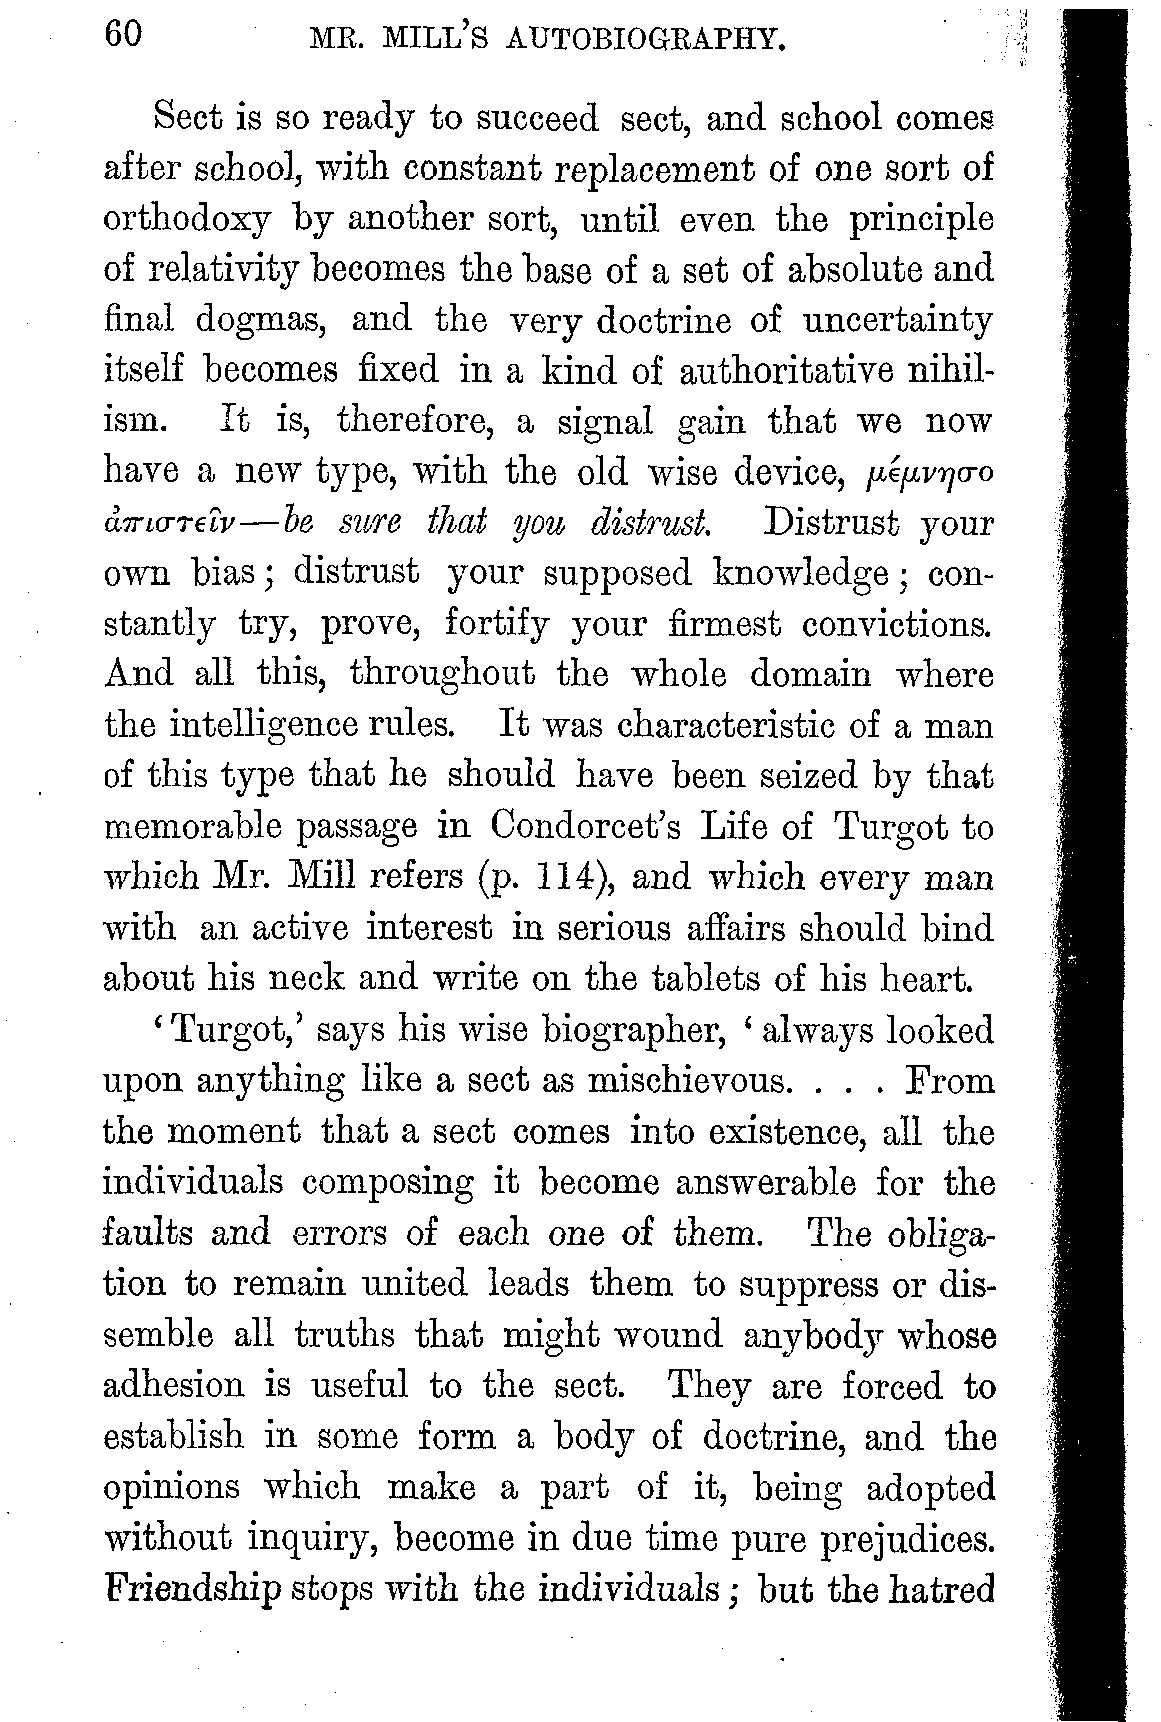 60 MR. MILL'S AUTOBIOGRAPHY.
Sect is so ready to succeed sect, and school comes
after school, with constant replacement of one sort of
orthodoxy by another sort, until even the principle
of relativity becomes the base of a set of absolute and
final dogmas, and the very doctrine of uncertainty
itself becomes fixed in a kind of authoritative nihil-
ism. It is, therefore, a signal gain that we now
have a new type, with the old wise device, μέμνησο
ἀπιστεῖν—be sure that you distrust. Distrust your
own bias; distrust your supposed knowledge; con-
stantly try, prove, fortify your firmest convictions.
And all this, throughout the whole domain where
the intelligence rules. It was characteristic of a man
of this type that he should have been seized by that
memorable passage in Condorcet's Life of Turgot to
which Mr. Mill refers (p. 114), and which every man
with an active interest in serious affairs should bind
about his neck and write on the tablets of his heart.
'Turgot,' says his wise biographer, 'always looked
upon anything like a sect as mischievous. . . . From
the moment that a sect comes into existence, all the
individuals composing it become answerable for the
faults and errors of each one of them. The obliga-
tion to remain united leads them to suppress or dis-
semble all truths that might wound anybody whose
adhesion is useful to the sect. They are forced to
establish in some form a body of doctrine, and the
opinions which make a part of it, being adopted
without inquiry, become in due time pure prejudices.
Friendship stops with the individuals; but the hatred